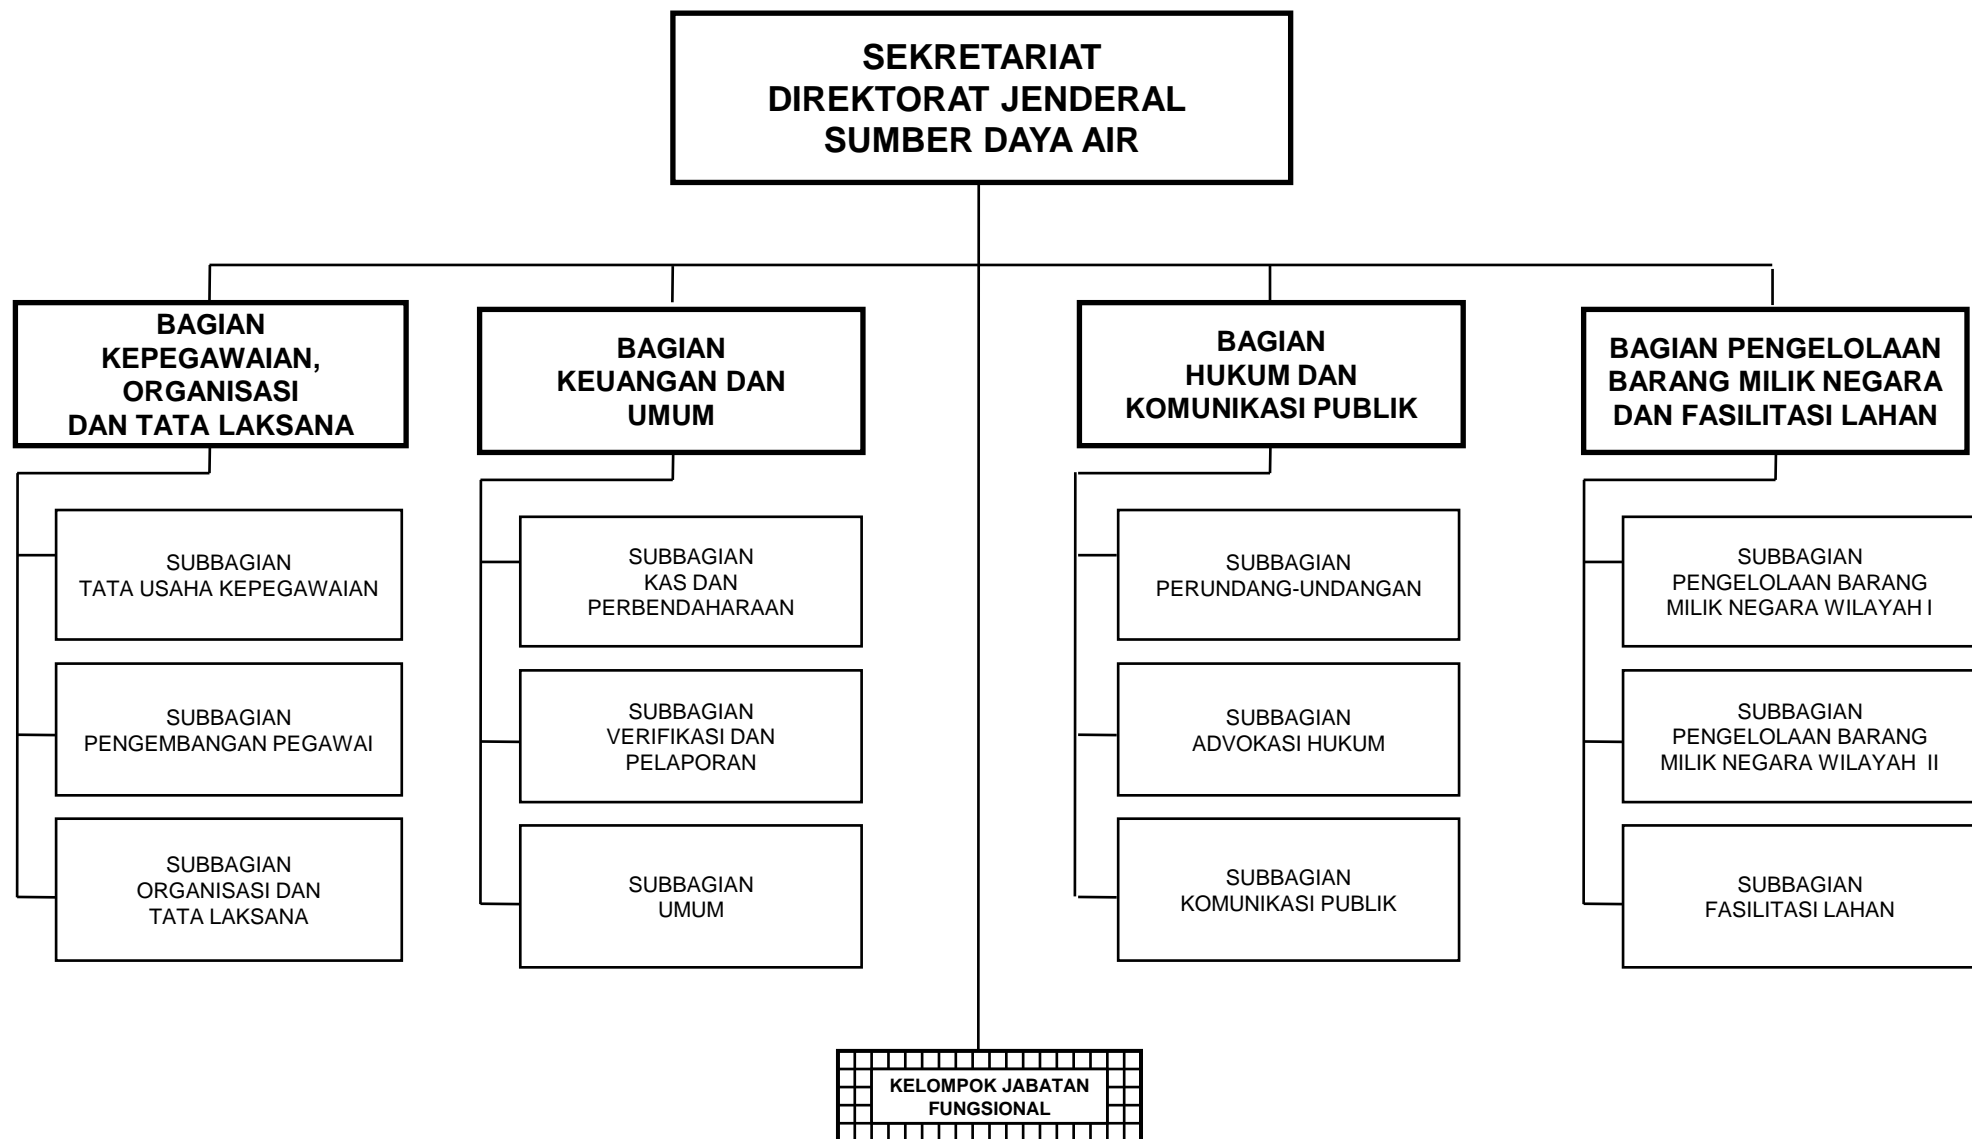 SEKRETARIAT
DIREKTORAT JENDERAL
SUMBER DAYA AIR
BAGIAN
KEPEGAWAIAN,
ORGANISASI
DAN TATA LAKSANA
SUBBAGIAN
TATA USAHA KEPEGAWAIAN
SUBBAGIAN
PENGEMBANGAN PEGAWAI
SUBBAGIAN
ORGANISASI DAN
TATA LAKSANA
BAGIAN
KEUANGAN DAN
UMUM
SUBBAGIAN
KAS DAN
PERBENDAHARAAN
SUBBAGIAN
VERIFIKASI DAN
PELAPORAN
SUBBAGIAN
UMUM
BAGIAN
HUKUM DAN
KOMUNIKASI PUBLIK
SUBBAGIAN
PERUNDANG-UNDANGAN
SUBBAGIAN
ADVOKASI HUKUM
SUBBAGIAN
KOMUNIKASI PUBLIK
BAGIAN PENGELOLAAN
BARANG MILIK NEGARA
DAN FASILITASI LAHAN
SUBBAGIAN
PENGELOLAAN BARANG
MILIK NEGARA WILAYAH I
SUBBAGIAN
PENGELOLAAN BARANG
MILIK NEGARA WILAYAH II
SUBBAGIAN
FASILITASI LAHAN
KELOMPOK JABATAN
FUNGSIONAL